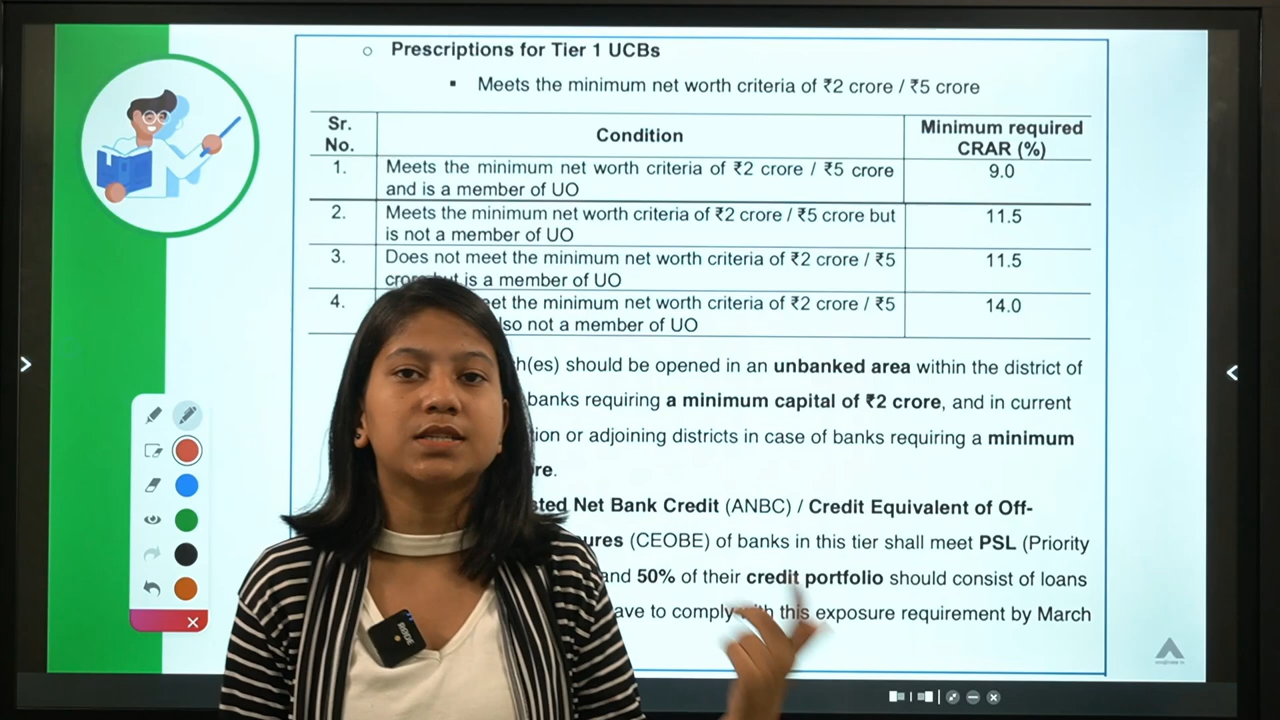 Prescriptions for Tier 1 UCBs
Meets the minimum net worth criteria of ₹2 crore / ₹5 crore
Sr. No. Condition Minimum required CRAR (%)
1. Meets the minimum net worth criteria of ₹2 crore / ₹5 crore 9.0
and is a member of UO
2. Meets the minimum net worth criteria of ₹2 crore / ₹5 crore but 11.5
is not a member of UO
3. Does not meet the minimum net worth criteria of ₹2 crore / ₹5 11.5
is a member of UO
4. the minimum net worth criteria of ₹2 crore / ₹5 14.0
not a member of UO
should be opened in an unbanked area within the district of
banks requiring a minimum capital of ₹2 crore, and in current
or adjoining districts in case of banks requiring a minimum
Net Bank Credit (ANBC) / Credit Equivalent of Off-
(CEOBE) of banks in this tier shall meet PSL (Priority
and 50% of their credit portfolio should consist of loans
to comply with this exposure requirement by March
RODE